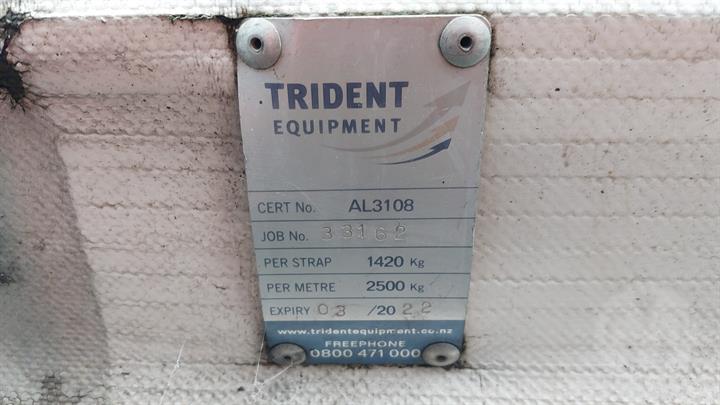 TRIDENT
EQUIPMENT
CERT No. AL3108
JOB No. 33162
PER STRAP 1420 Kg
PER METRE 2500 Kg
EXPIRY 03 /20 22
www.tridentequipment.co.nz
FREEPHONE
0800 471 000